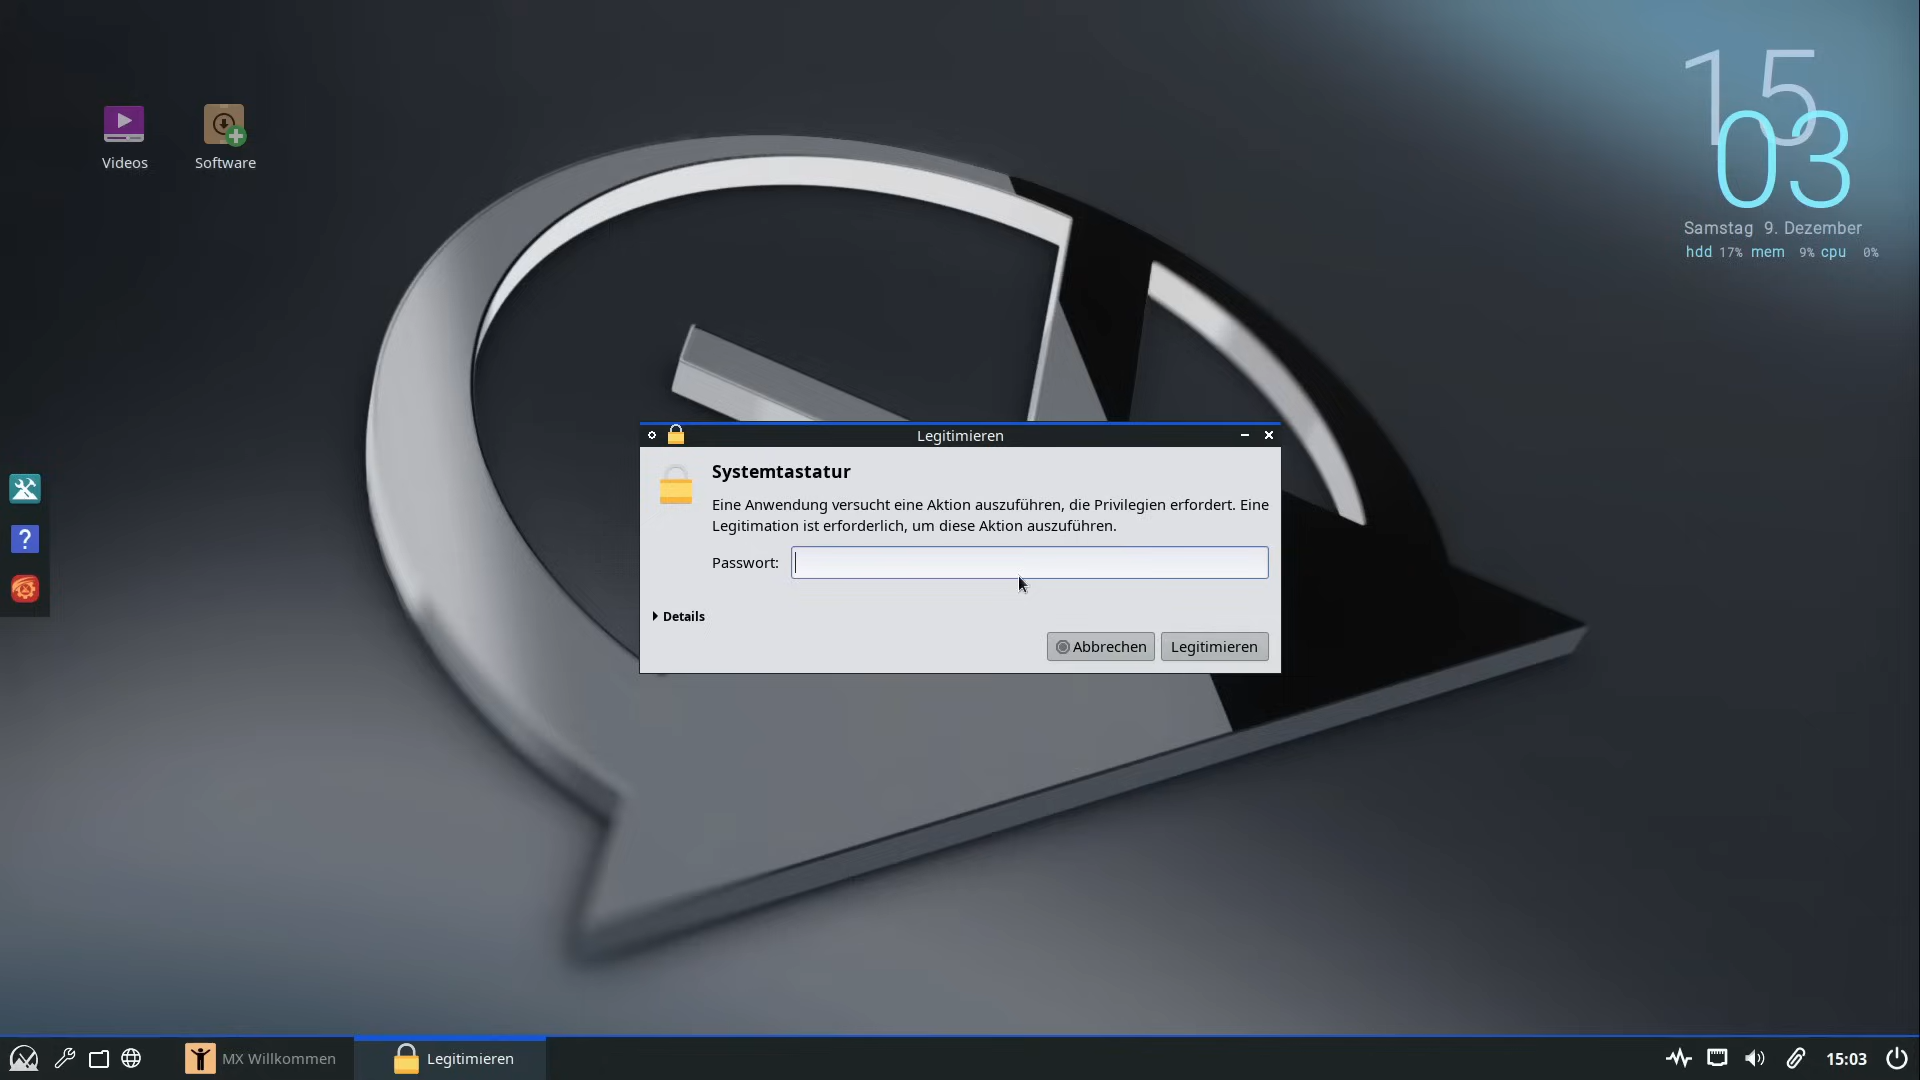 Videos
Software
15
03
Samstag 9. Dezember
hdd 17% mem 9% cpu 0%
Legitimieren
Systemtastatur
Eine Anwendung versucht eine Aktion auszuführen, die Privilegien erfordert. Eine
Legitimation ist erforderlich, um diese Aktion auszuführen.
Passwort:
Details
Abbrechen
Legitimieren
MX Willkommen
Legitimieren
15:03